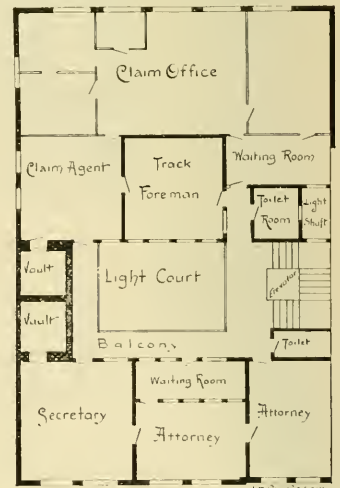 Claim Office
Claim Agent
Track
Foreman
Waiting Room
Toilet
Room
Light
Shaft
Vault
Light Court
Elevator
Vault
Balcony
Toilet
Waiting Room
Secretary
Attorney
Attorney